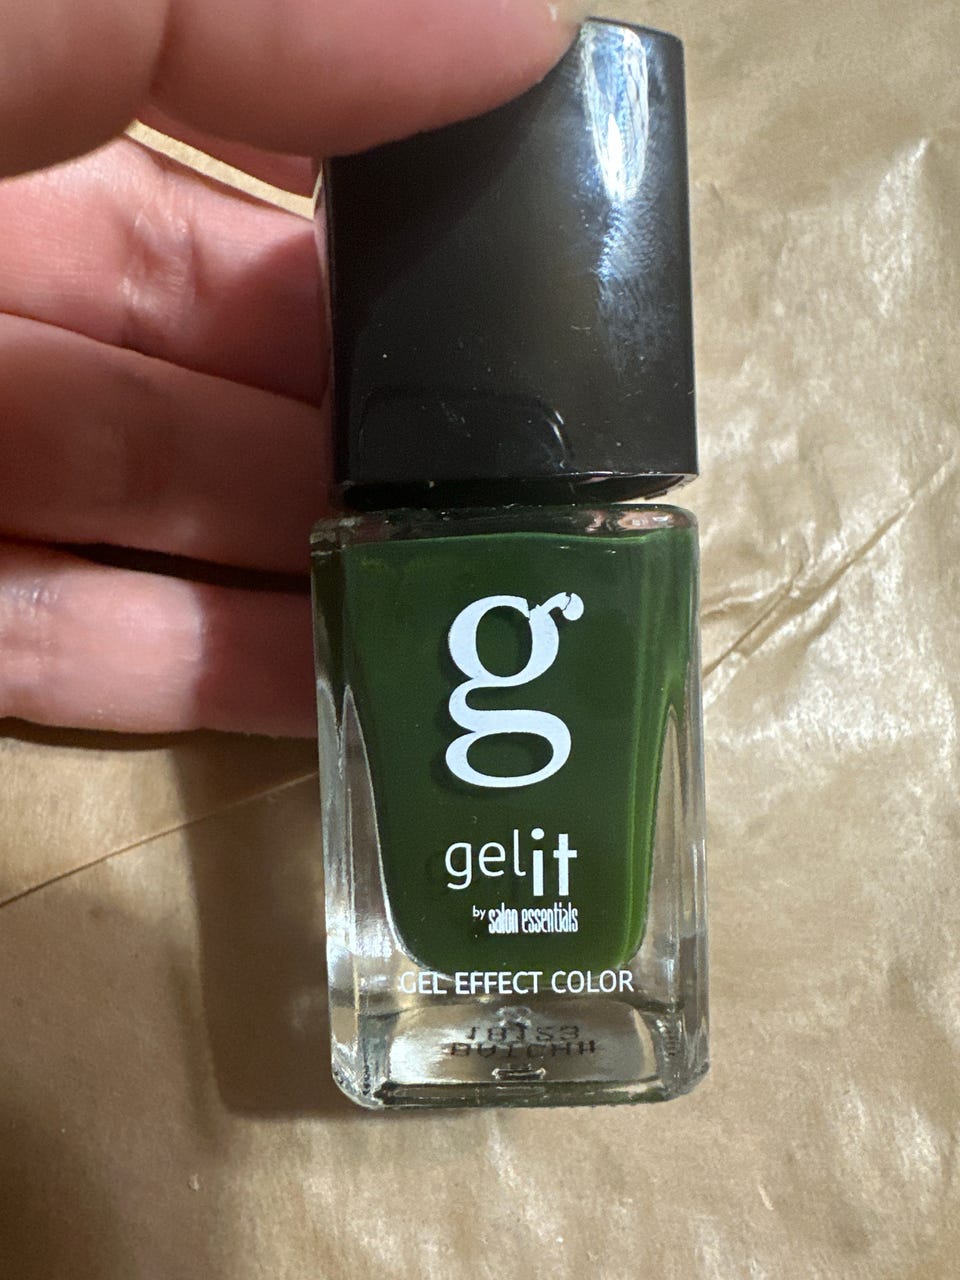 g
gel it
by salon essentials
GEL EFFECT COLOR